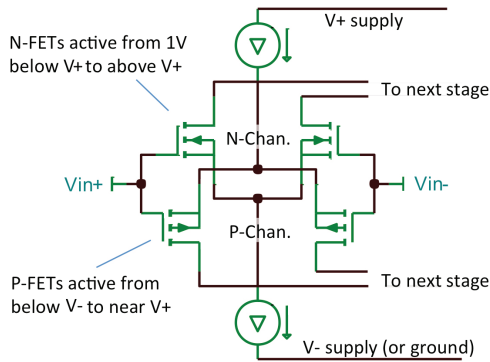 V+ supply
N-FETs active from 1V
below V+ to above V+
To next stage
N-Chan.
Vin+
Vin-
P-Chan.
P-FETs active from
below V- to near V+
To next stage
V- supply (or ground)